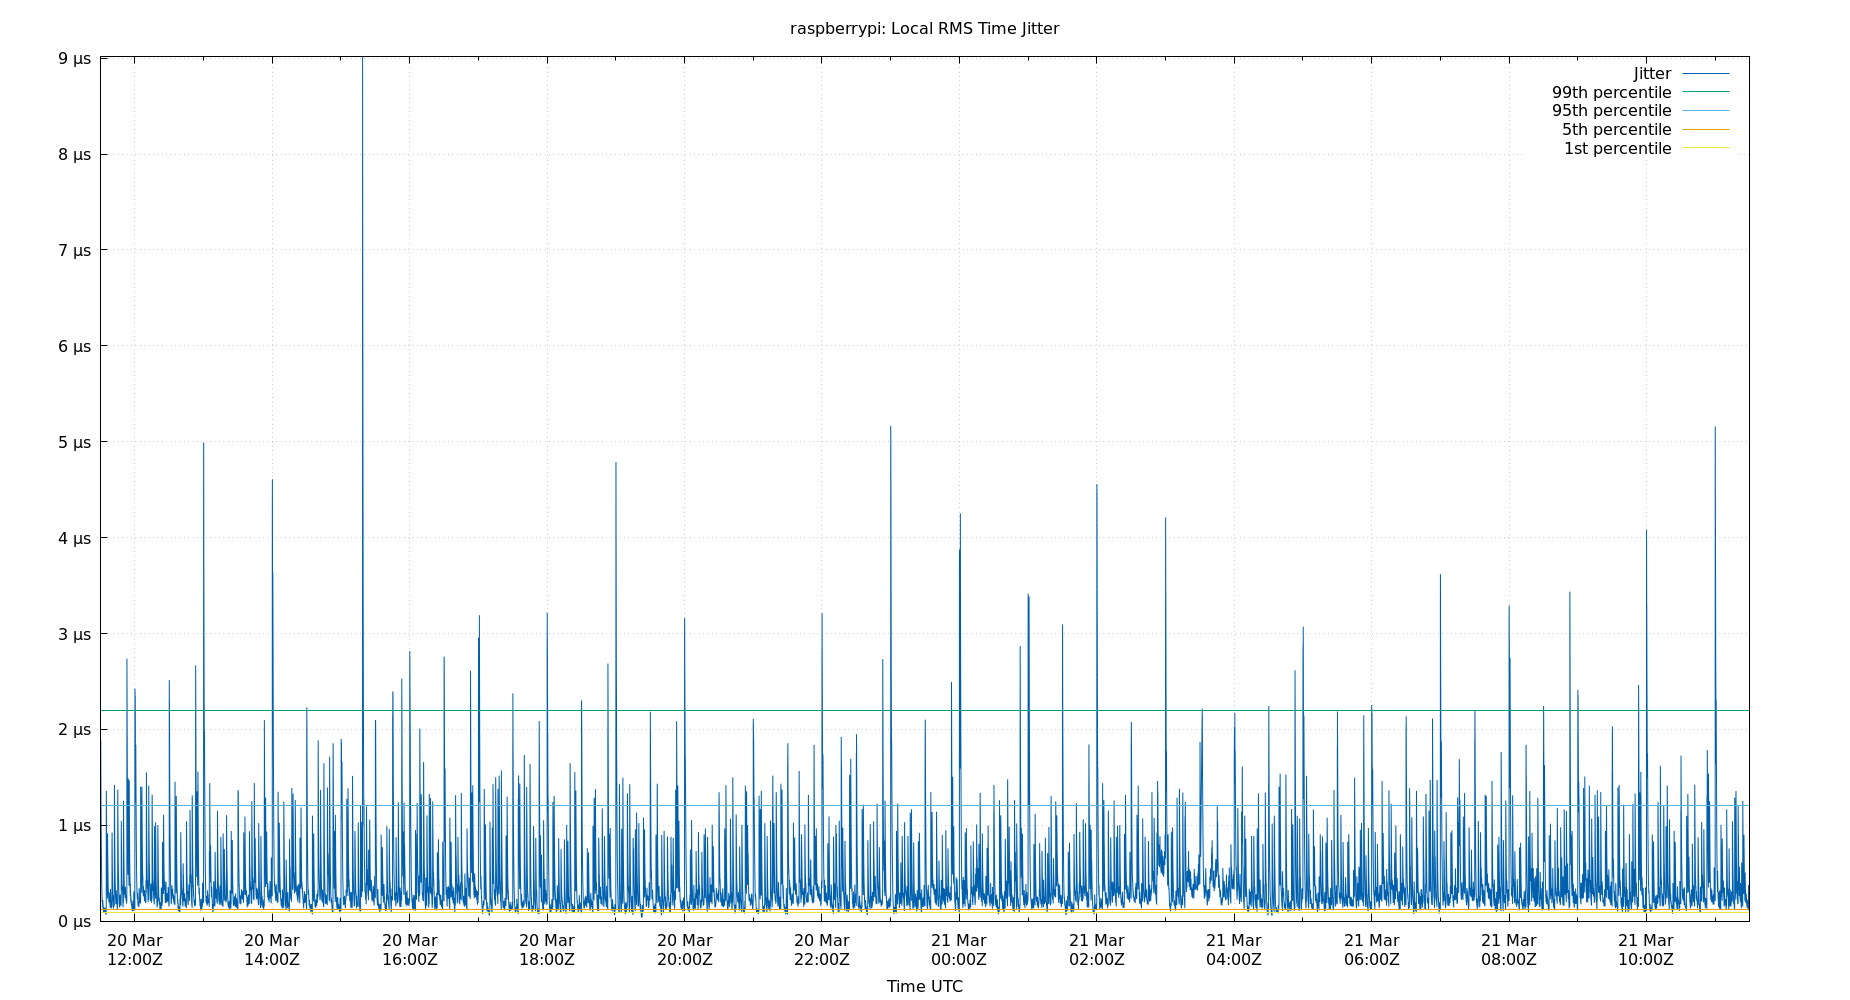 raspberrypi: Local RMS Time Jitter
9 µs
8 µs
7 µs
6 µs
5 µs
4 µs
3 µs
2 µs
1 µs
0 µs
Jitter
99th percentile
95th percentile
5th percentile
1st percentile
20 Mar 20 Mar 20 Mar 20 Mar 20 Mar 20 Mar 21 Mar 21 Mar 21 Mar 21 Mar 21 Mar 21 Mar
12:00Z 14:00Z 16:00Z 18:00Z 20:00Z 22:00Z 00:00Z 02:00Z 04:00Z 06:00Z 08:00Z 10:00Z
Time UTC